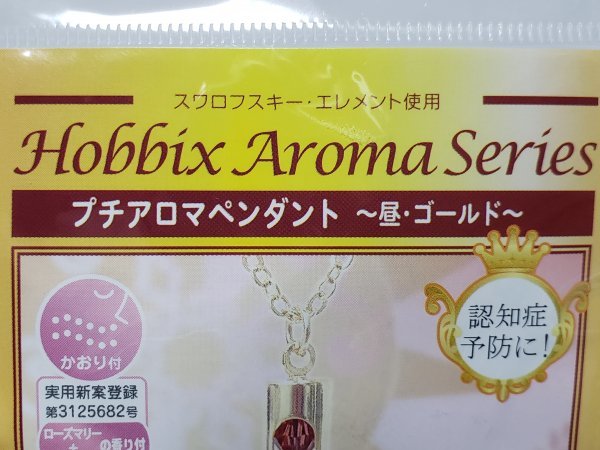 スワロフスキー・エレメント使用
Hobbix Aroma Series
プチアロマペンダント ～昼・ゴールド～
認知症
予防に!
かおり付
実用新案登録
第3125682号
ローズマリー
+
の香り付